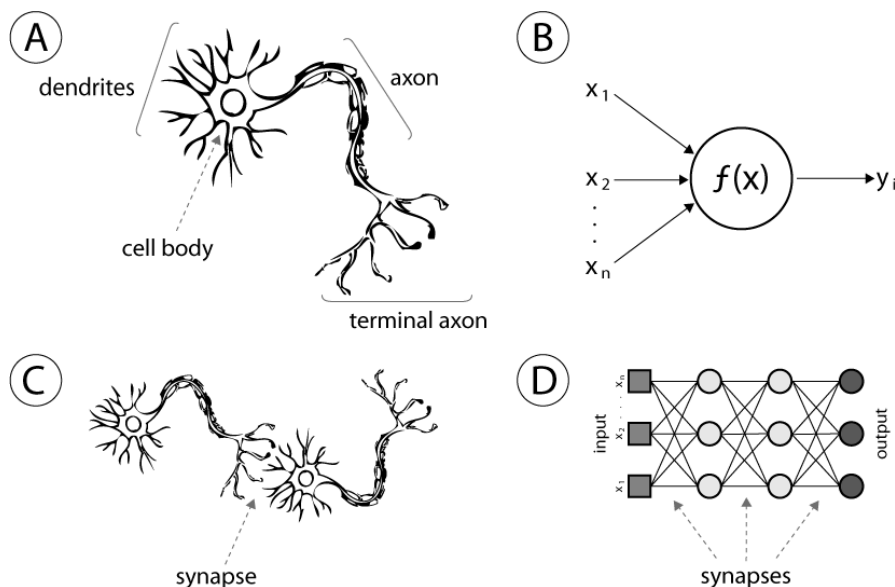 A
dendrites
axon
cell body
terminal axon
B
x1
x2
.
.
.
.
xn
f(x)
yi
C
synapse
D
input
xn
. . .
x2
x1
output
synapses